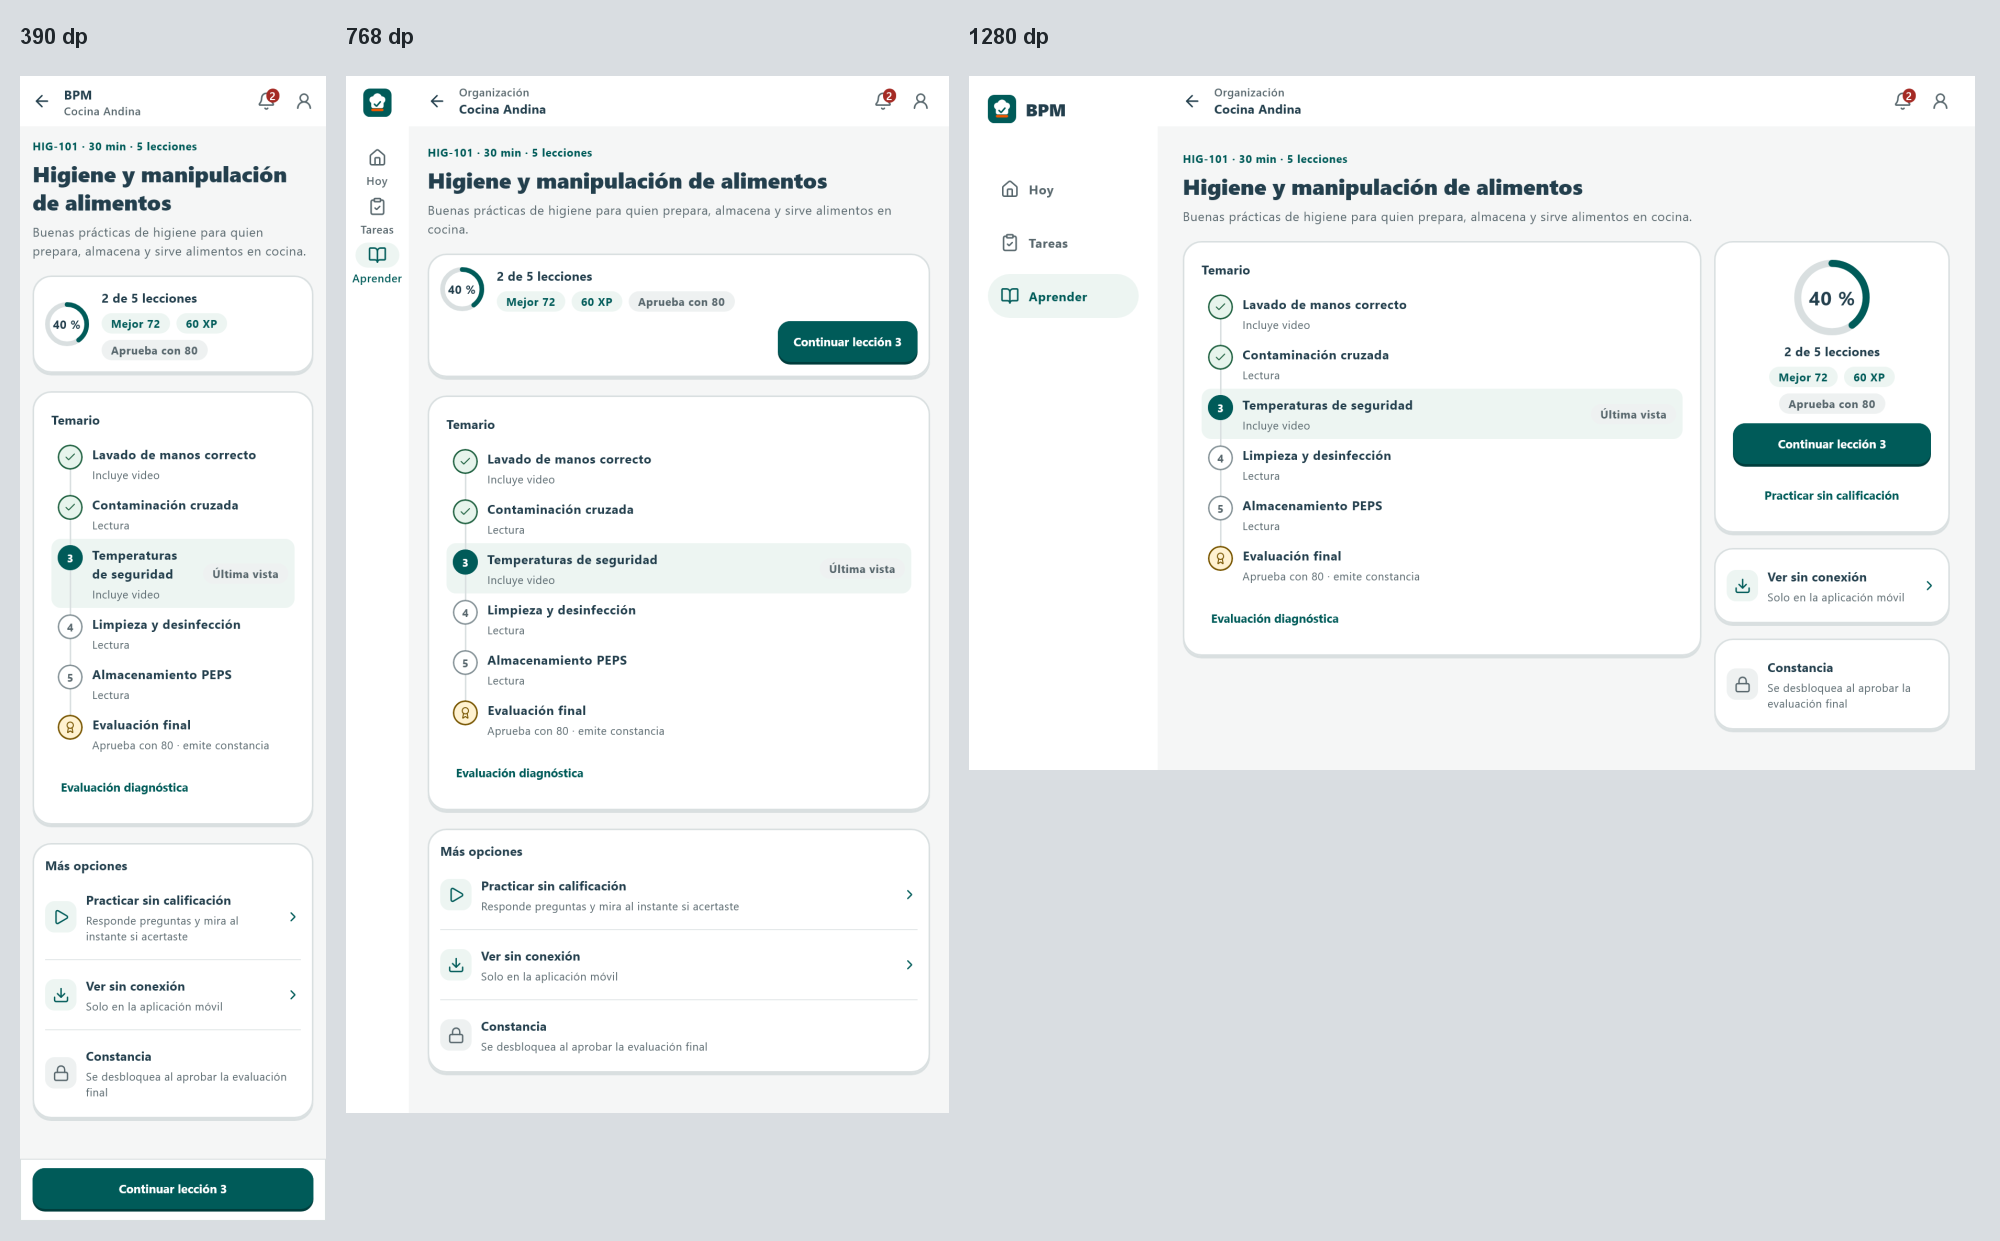 390 dp
BPM
Cocina Andina
2
HIG-101 · 30 min · 5 lecciones
Higiene y manipulación
de alimentos
Buenas prácticas de higiene para quien
prepara, almacena y sirve alimentos en cocina.
40 %
2 de 5 lecciones
Mejor 72
60 XP
Aprueba con 80
Temario
Lavado de manos correcto
Incluye video
Contaminación cruzada
Lectura
3
Temperaturas
de seguridad
Incluye video
Última vista
4
Limpieza y desinfección
Lectura
5
Almacenamiento PEPS
Lectura
Evaluación final
Aprueba con 80 · emite constancia
Evaluación diagnóstica
Más opciones
Practicar sin calificación
Responde preguntas y mira al
instante si acertaste
Ver sin conexión
Solo en la aplicación móvil
Constancia
Se desbloquea al aprobar la evaluación
final
Continuar lección 3
768 dp
Hoy
Tareas
Aprender
Organización
Cocina Andina
2
HIG-101 · 30 min · 5 lecciones
Higiene y manipulación de alimentos
Buenas prácticas de higiene para quien prepara, almacena y sirve alimentos en
cocina.
40 %
2 de 5 lecciones
Mejor 72
60 XP
Aprueba con 80
Continuar lección 3
Temario
Lavado de manos correcto
Incluye video
Contaminación cruzada
Lectura
3
Temperaturas de seguridad
Incluye video
Última vista
4
Limpieza y desinfección
Lectura
5
Almacenamiento PEPS
Lectura
Evaluación final
Aprueba con 80 · emite constancia
Evaluación diagnóstica
Más opciones
Practicar sin calificación
Responde preguntas y mira al instante si acertaste
Ver sin conexión
Solo en la aplicación móvil
Constancia
Se desbloquea al aprobar la evaluación final
1280 dp
BPM
Hoy
Tareas
Aprender
Organización
Cocina Andina
2
HIG-101 · 30 min · 5 lecciones
Higiene y manipulación de alimentos
Buenas prácticas de higiene para quien prepara, almacena y sirve alimentos en cocina.
Temario
Lavado de manos correcto
Incluye video
Contaminación cruzada
Lectura
3
Temperaturas de seguridad
Incluye video
Última vista
4
Limpieza y desinfección
Lectura
5
Almacenamiento PEPS
Lectura
Evaluación final
Aprueba con 80 · emite constancia
Evaluación diagnóstica
40 %
2 de 5 lecciones
Mejor 72
60 XP
Aprueba con 80
Continuar lección 3
Practicar sin calificación
Ver sin conexión
Solo en la aplicación móvil
Constancia
Se desbloquea al aprobar la
evaluación final